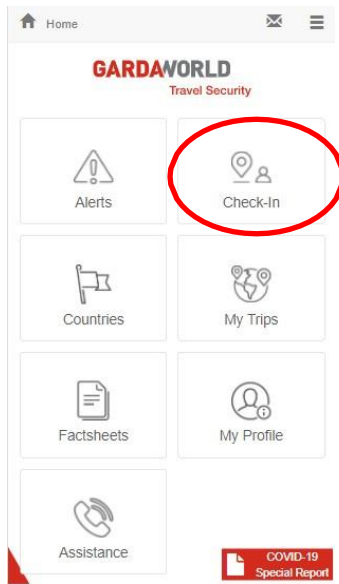 Home
GARDAWORLD
Travel Security
Alerts
Check-In
Countries
My Trips
Factsheets
My Profile
Assistance
COVID-19
Special Report